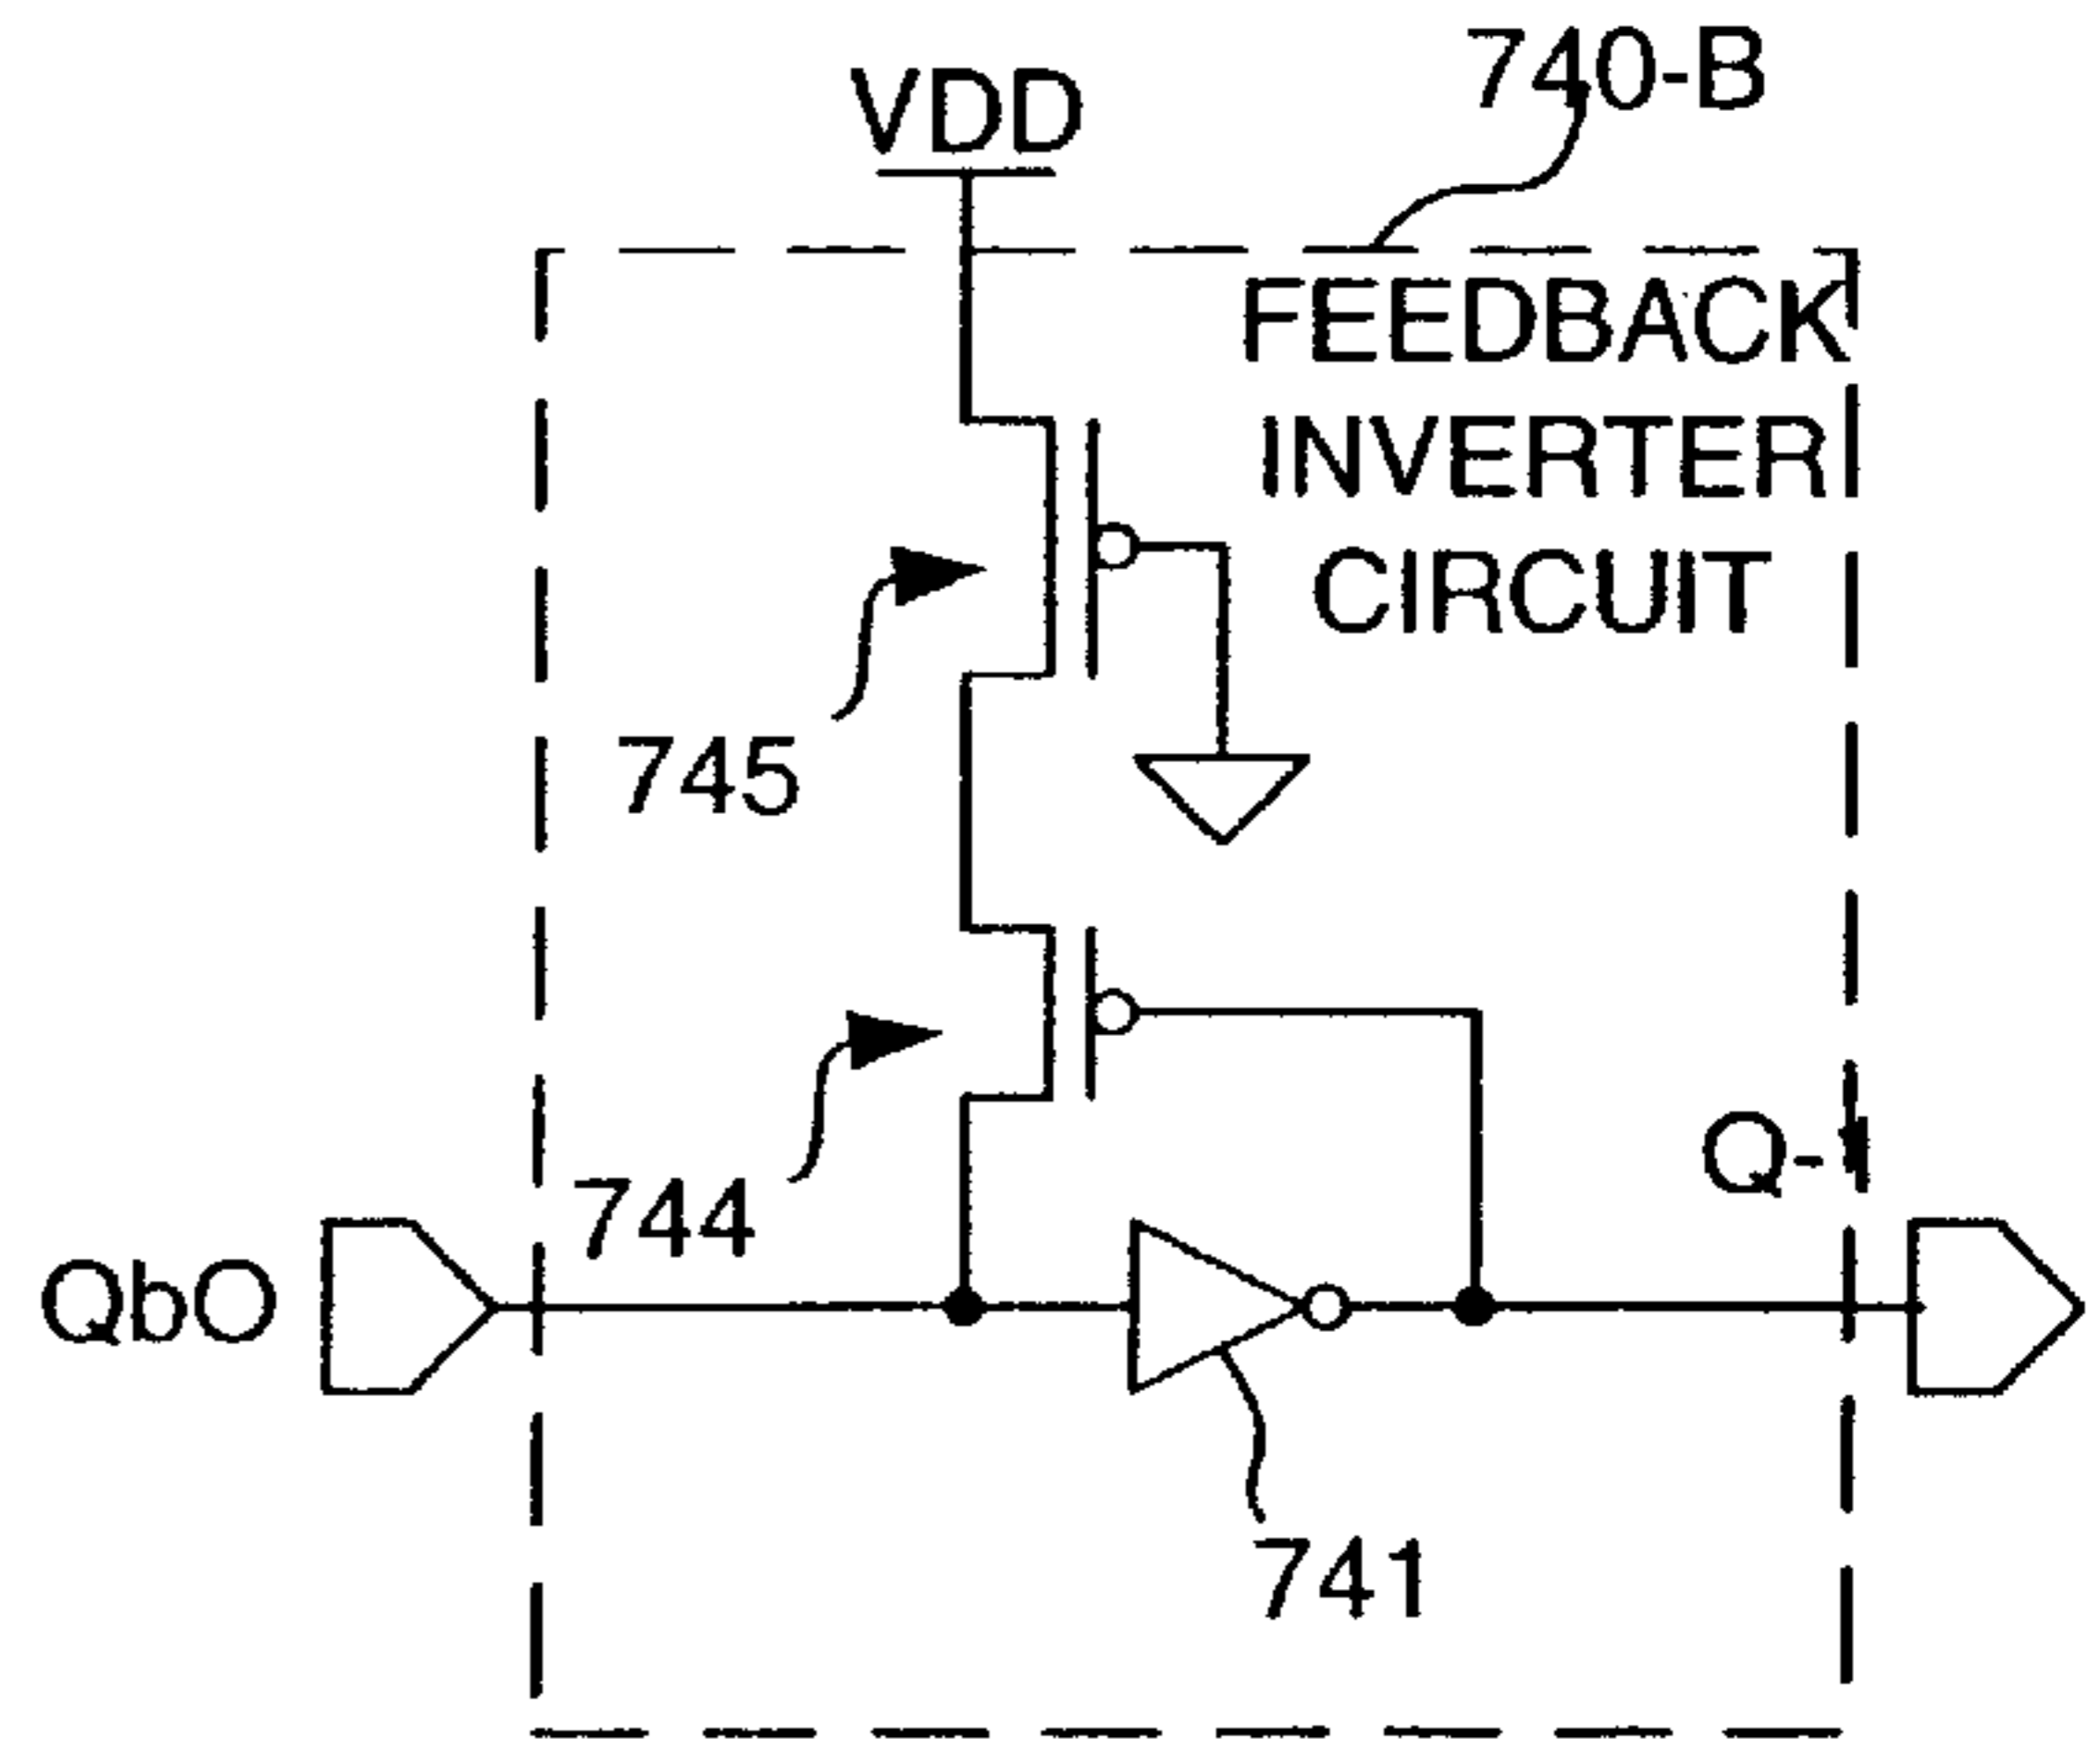 740-B
VDD
FEEDBACK
INVERTER
CIRCUIT
745
744
Q-1
QbO
741